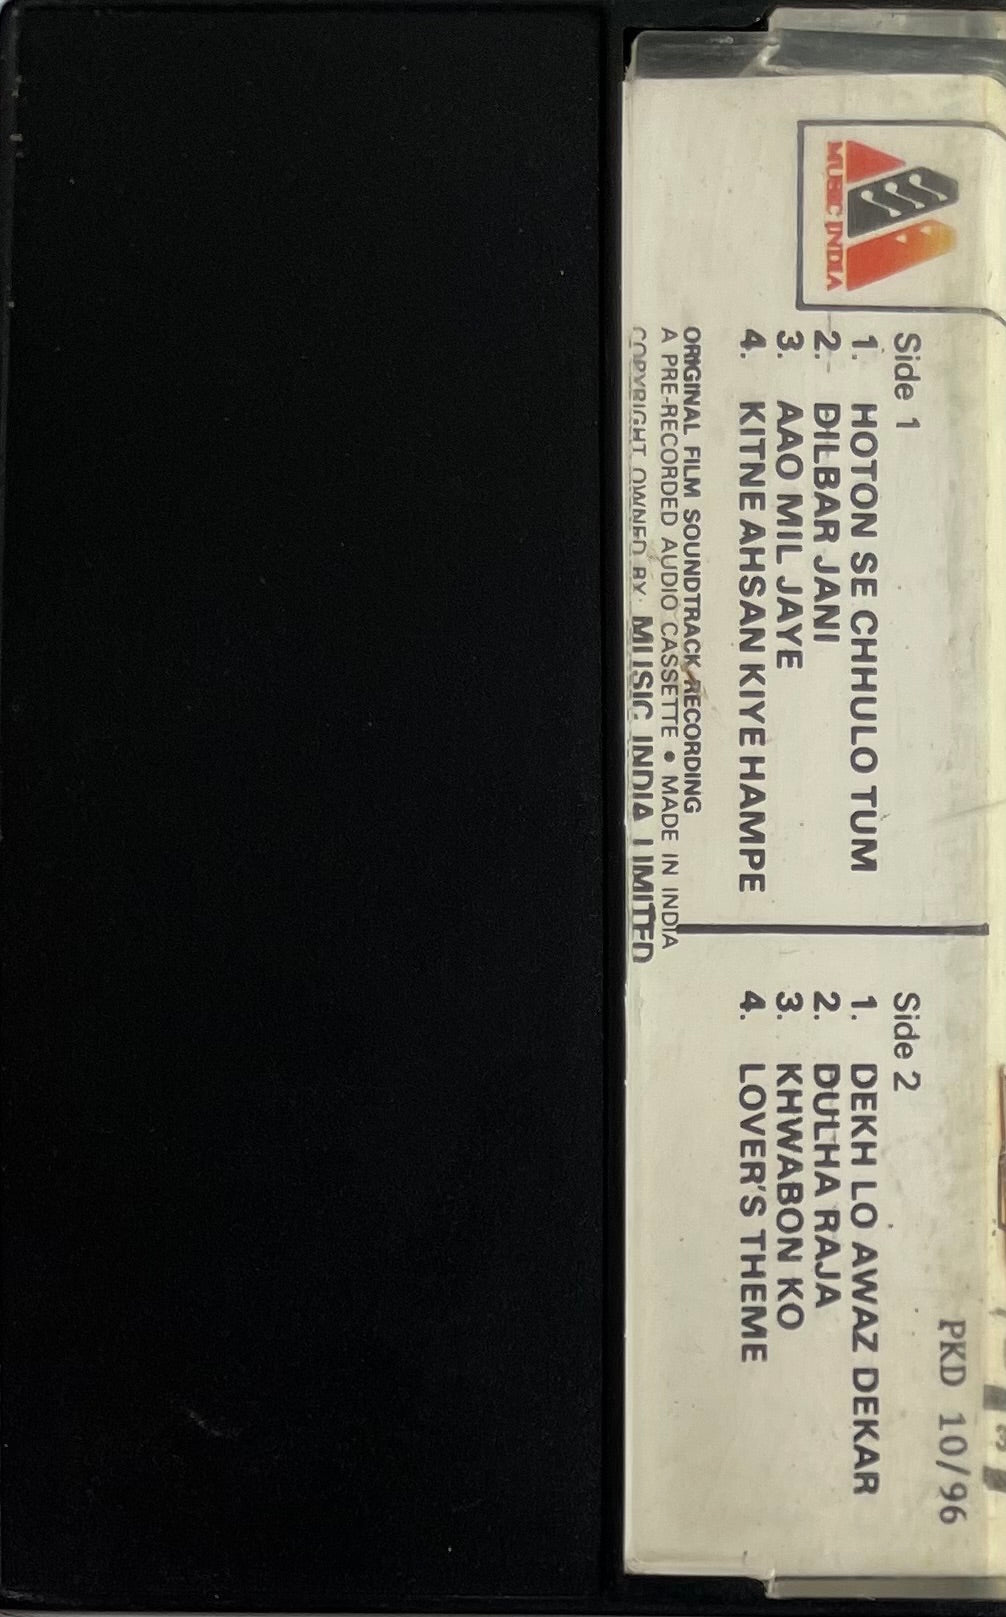 MUSIC INDIA
PKD 10/96
Side 1
1. HOTON SE CHHULO TUM
2. DILBAR JANI
3. AAO MIL JAYE
4. KITNE AHSAN KIYE HAMPE
Side 2
1. DEKH LO AWAZ DEKAR
2. DULHA RAJA
3. KHWABON KO
4. LOVER'S THEME
ORIGINAL FILM SOUNDTRACK RECORDING
A PRE-RECORDED AUDIO CASSETTE • MADE IN INDIA
COPYRIGHT OWNED BY: MUSIC INDIA LIMITED